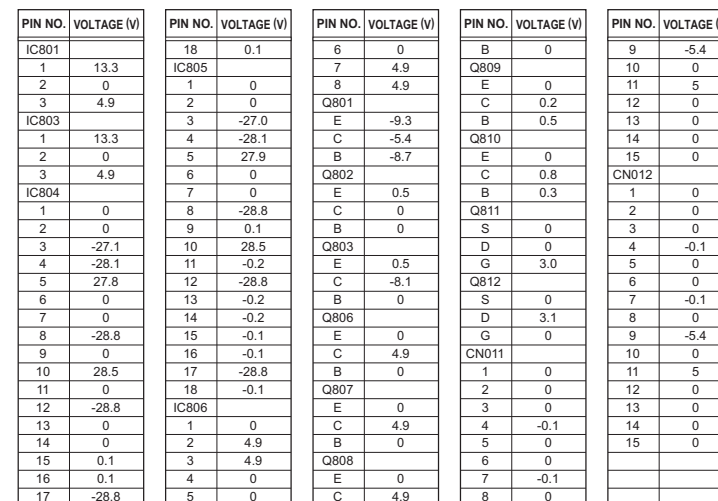 PIN NO. VOLTAGE (V)
IC801
1 13.3
2 0
3 4.9
IC803
1 13.3
2 0
3 4.9
IC804
1 0
2 0
3 -27.1
4 -28.1
5 27.8
6 0
7 0
8 -28.8
9 0
10 28.5
11 0
12 -28.8
13 0
14 0
15 0.1
16 0.1
17 -28.8
PIN NO. VOLTAGE (V)
18 0.1
IC805
1 0
2 0
3 -27.0
4 -28.1
5 27.9
6 0
7 0
8 -28.8
9 0.1
10 28.5
11 -0.2
12 -28.8
13 -0.2
14 -0.2
15 -0.1
16 -0.1
17 -28.8
18 -0.1
IC806
1 0
2 4.9
3 4.9
4 0
5 0
PIN NO. VOLTAGE (V)
6 0
7 4.9
8 4.9
Q801
E -9.3
C -5.4
B -8.7
Q802
E 0.5
C 0
B 0
Q803
E 0.5
C -8.1
B 0
Q806
E 0
C 4.9
B 0
Q807
E 0
C 4.9
B 0
Q808
E 0
C 4.9
PIN NO. VOLTAGE (V)
B 0
Q809
E 0
C 0.2
B 0.5
Q810
E 0
C 0.8
B 0.3
Q811
S 0
D 0
G 3.0
Q812
S 0
D 3.1
G 0
CN011
1 0
2 0
3 0
4 -0.1
5 0
6 0
7 -0.1
8 0
PIN NO. VOLTAGE (
9 -5.4
10 0
11 5
12 0
13 0
14 0
15 0
CN012
1 0
2 0
3 0
4 -0.1
5 0
6 0
7 -0.1
8 0
9 -5.4
10 0
11 5
12 0
13 0
14 0
15 0